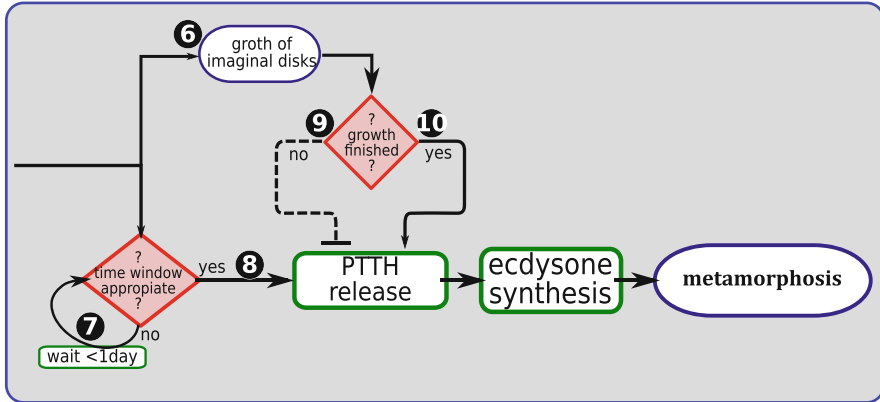 6
groth of
imaginal disks
9
10
?
growth
finished
?
no
yes
?
time window
appropiate
?
yes
8
7
no
wait <1day
PTTH
release
ecdysone
synthesis
metamorphosis